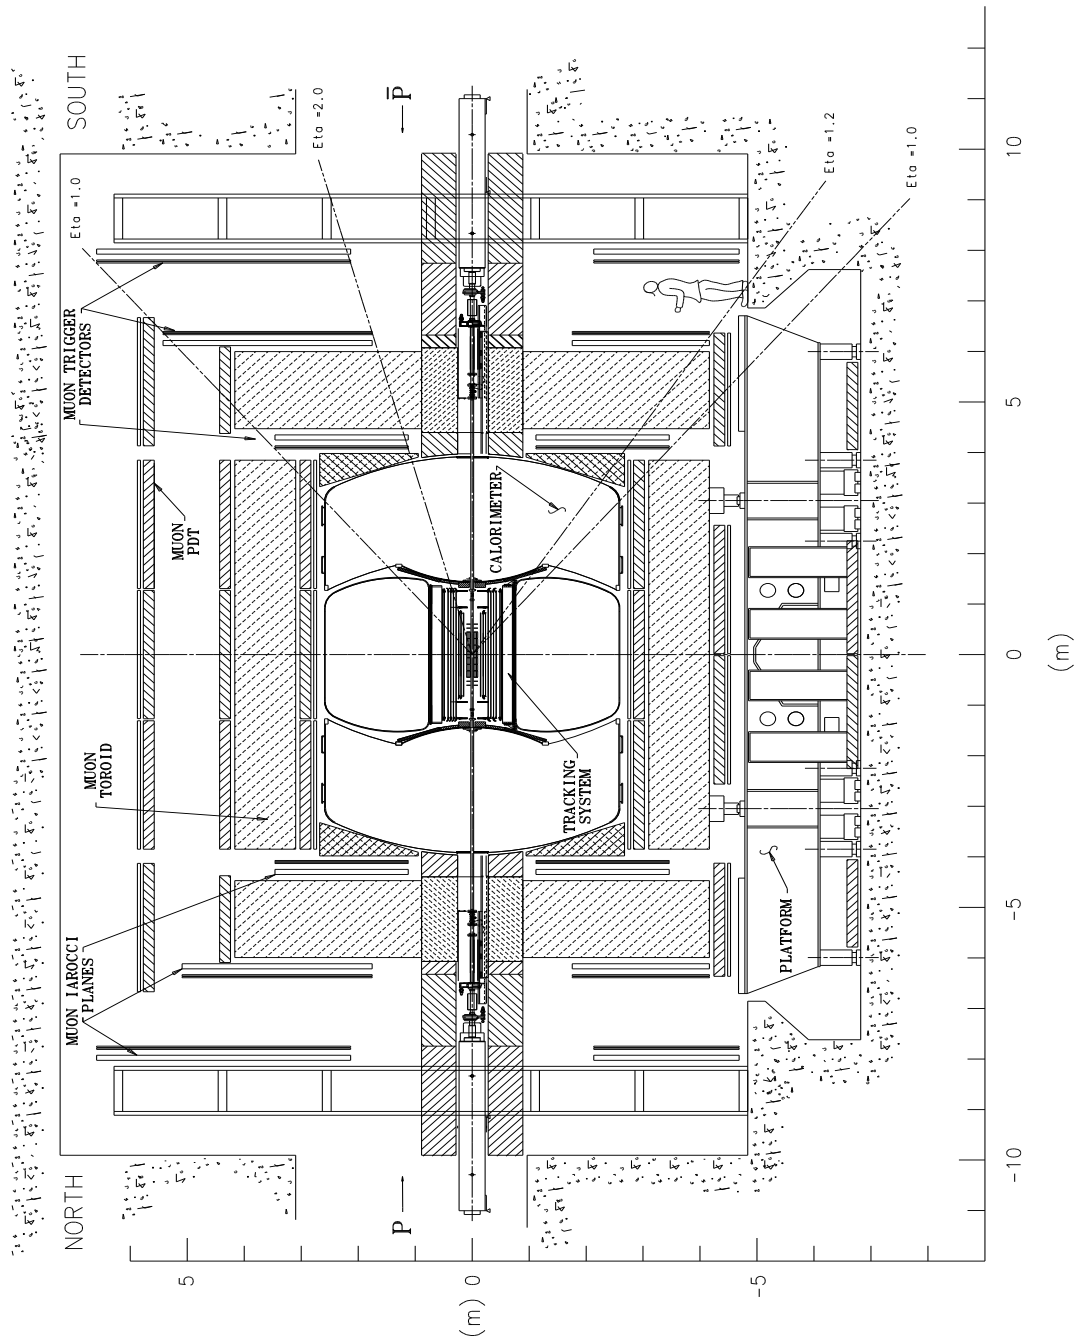 NORTH
SOUTH
MUON IAROCCI
PLANES
MUON
TOROID
MUON
PDT
MUON TRIGGER
DETECTORS
Eta =1.0
Eta=2.0
P
P̅
CALORIMETER
TRACKING
SYSTEM
PLATFORM
Eta =1.2
Eta =1.0
5
0
-5
(m)
-10
-5
0
5
10
(m)